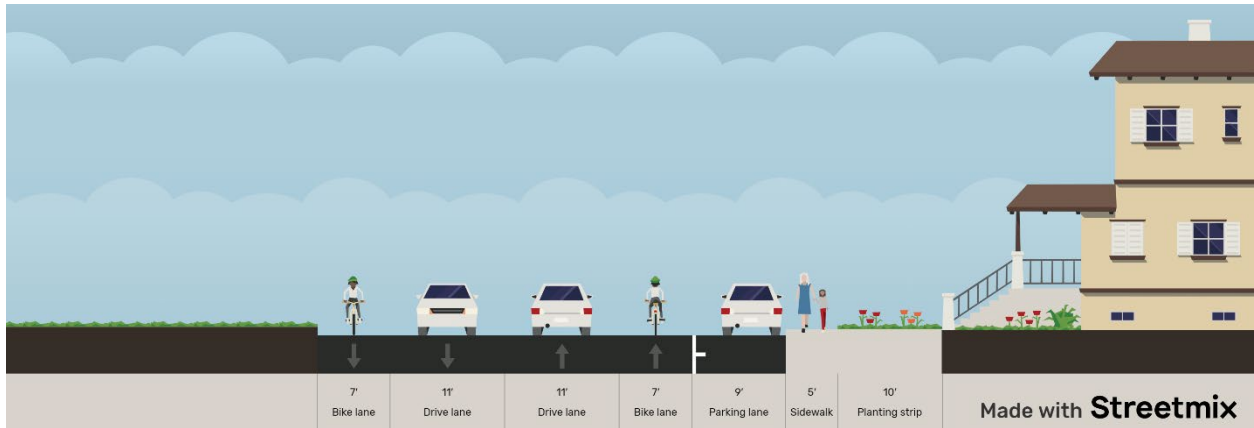 7'
Bike lane
11'
Drive lane
11'
Drive lane
7'
Bike lane
9'
Parking lane
5'
Sidewalk
10'
Planting strip
Made with Streetmix